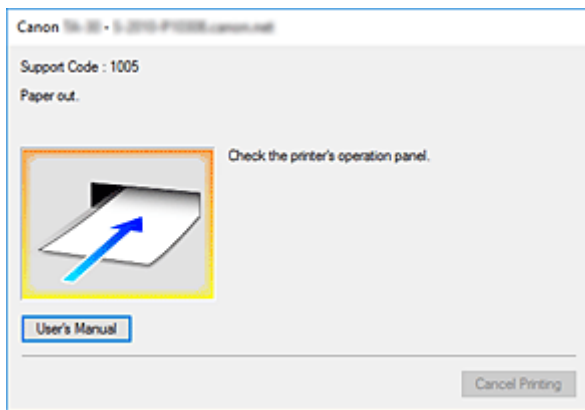 Canon
Support Code : 1005
Paper out.
Check the printer's operation panel.
User's Manual
Cancel Printing